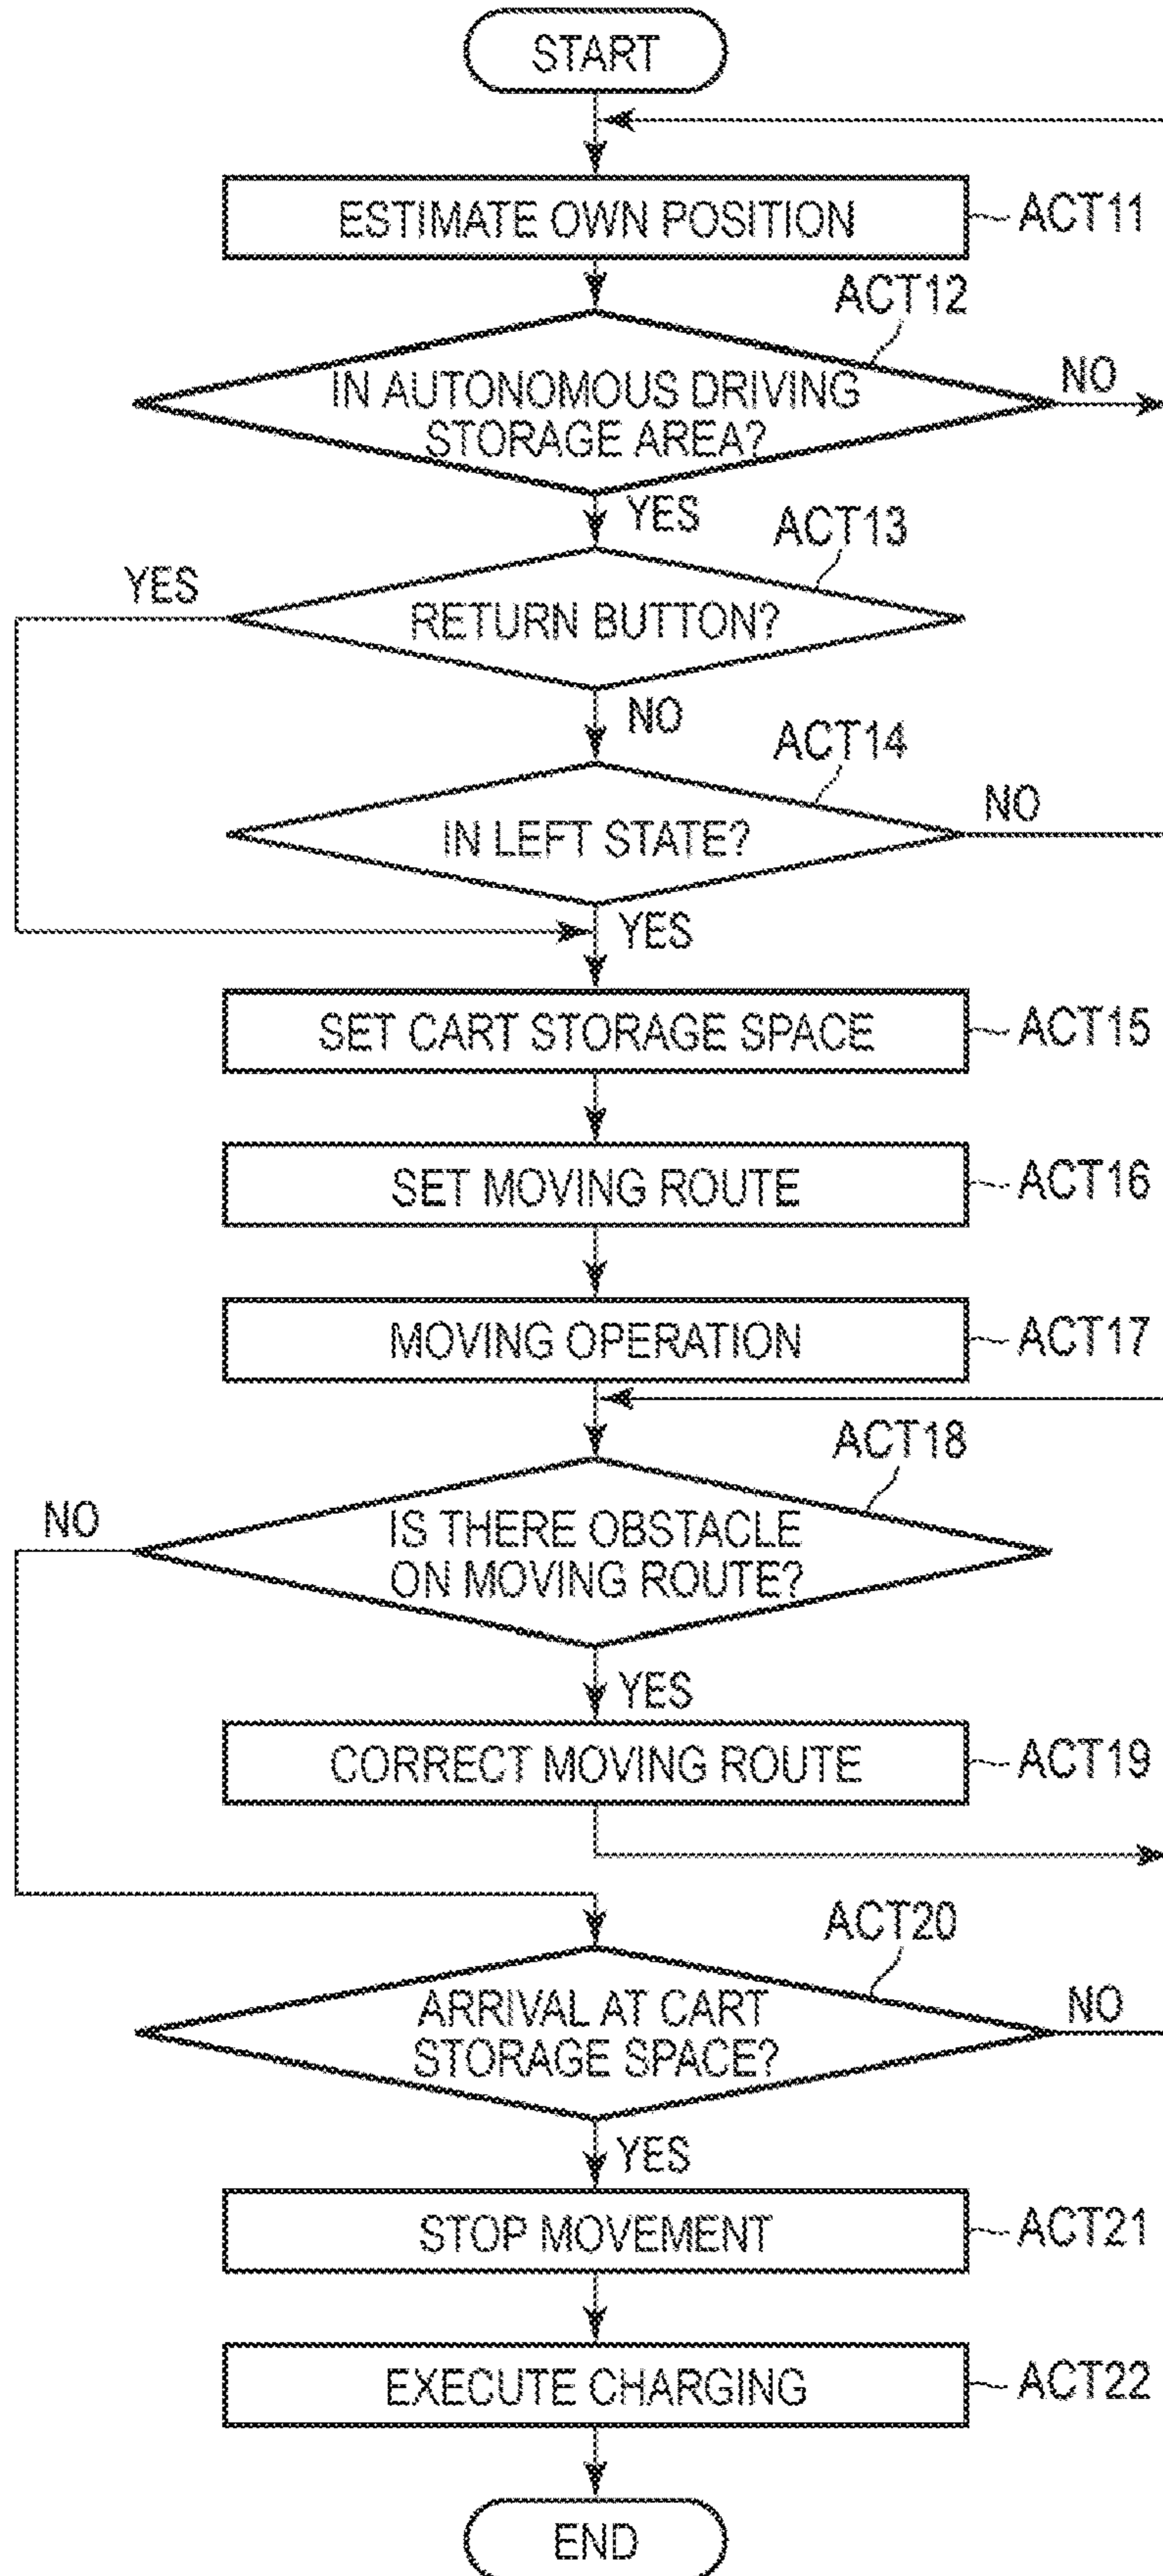 START
ESTIMATE OWN POSITION
ACT11
ACT12
IN AUTONOMOUS DRIVING
STORAGE AREA?
NO
YES
ACT13
YES
RETURN BUTTON?
NO
ACT14
IN LEFT STATE?
NO
YES
SET CART STORAGE SPACE
ACT15
SET MOVING ROUTE
ACT16
MOVING OPERATION
ACT17
ACT18
NO
IS THERE OBSTACLE
ON MOVING ROUTE?
YES
CORRECT MOVING ROUTE
ACT19
ACT20
ARRIVAL AT CART
STORAGE SPACE?
NO
YES
STOP MOVEMENT
ACT21
EXECUTE CHARGING
ACT22
END